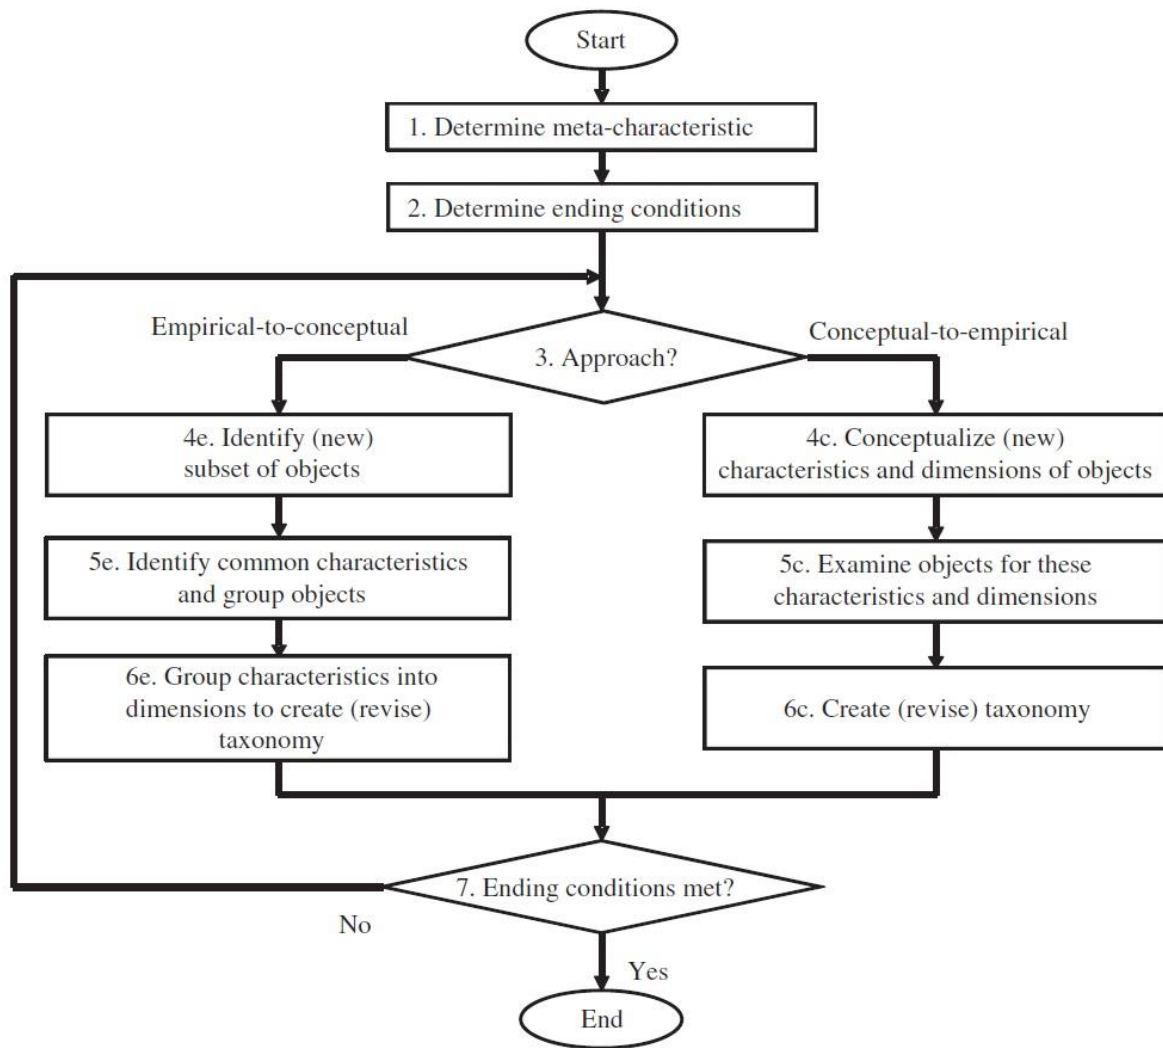 Start
1. Determine meta-characteristic
2. Determine ending conditions
Empirical-to-conceptual
Conceptual-to-empirical
3. Approach?
4e. Identify (new)
subset of objects
4c. Conceptualize (new)
characteristics and dimensions of objects
5e. Identify common characteristics
and group objects
5c. Examine objects for these
characteristics and dimensions
6e. Group characteristics into
dimensions to create (revise)
taxonomy
6c. Create (revise) taxonomy
7. Ending conditions met?
No
Yes
End